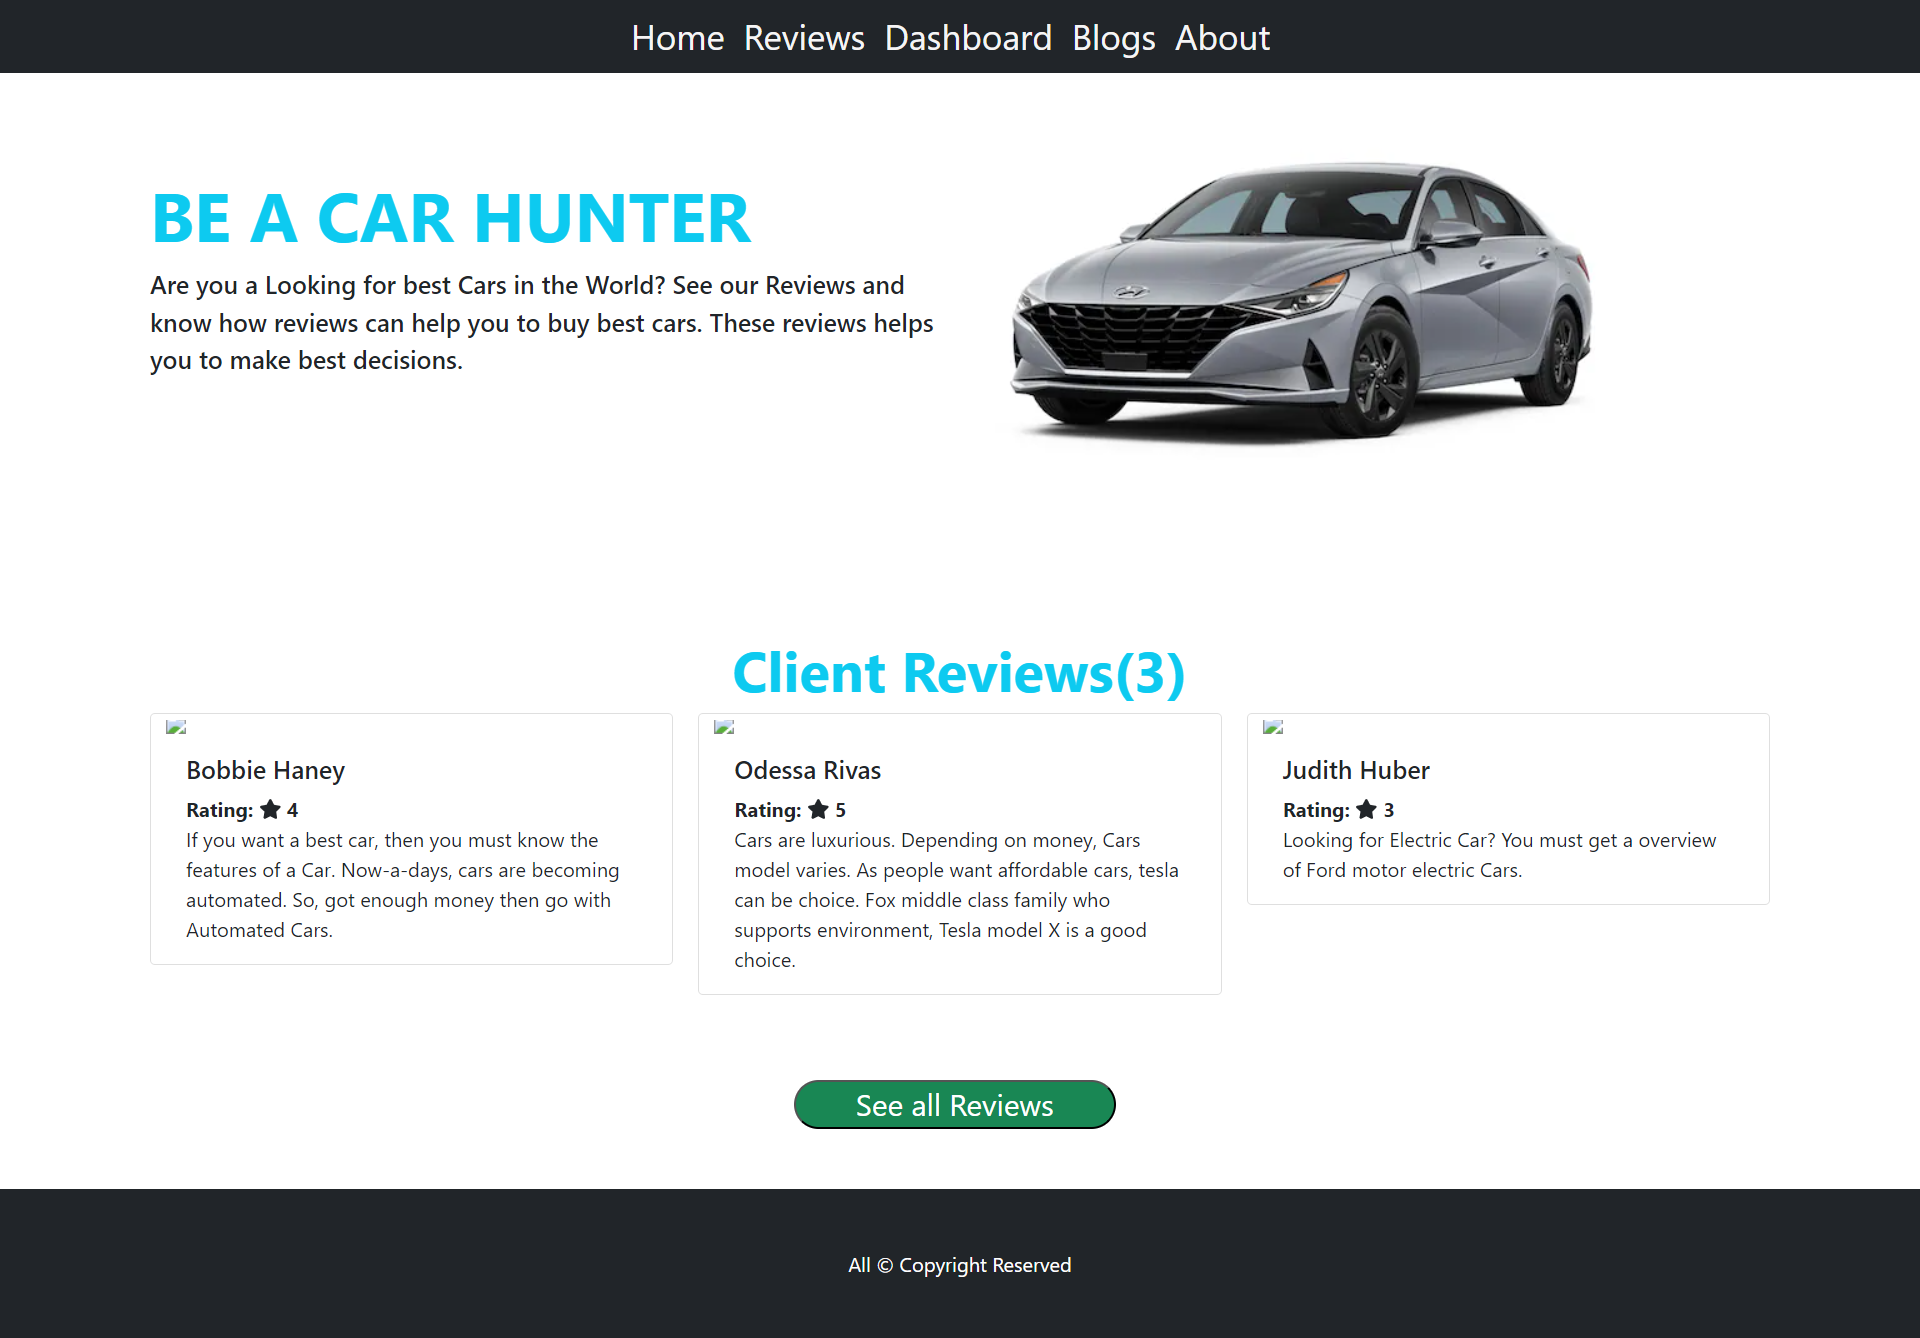 Home Reviews Dashboard Blogs About
BE A CAR HUNTER
Are you a Looking for best Cars in the World? See our Reviews and
know how reviews can help you to buy best cars. These reviews helps
you to make best decisions.
Client Reviews(3)
Bobbie Haney
Rating: ★ 4
If you want a best car, then you must know the
features of a Car. Now-a-days, cars are becoming
automated. So, got enough money then go with
Automated Cars.
Odessa Rivas
Rating: ★ 5
Cars are luxurious. Depending on money, Cars
model varies. As people want affordable cars, tesla
can be choice. Fox middle class family who
supports environment, Tesla model X is a good
choice.
Judith Huber
Rating: ★ 3
Looking for Electric Car? You must get a overview
of Ford motor electric Cars.
See all Reviews
All © Copyright Reserved